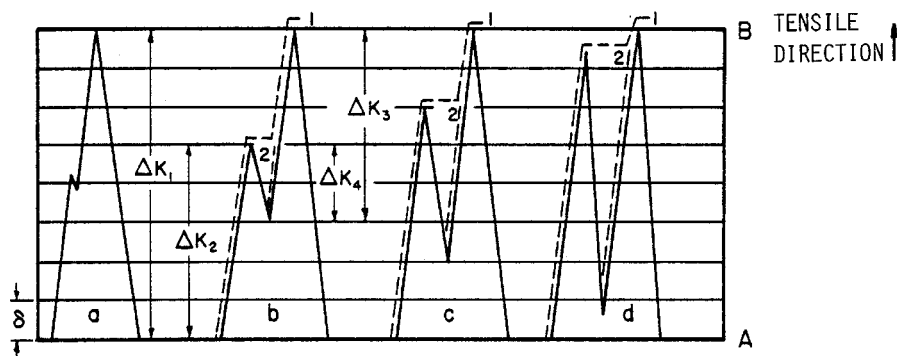 1
1
1
B
TENSILE
DIRECTION
2
2
2
ΔK₃
ΔK₁
ΔK₄
ΔK₂
δ
a
b
c
d
A